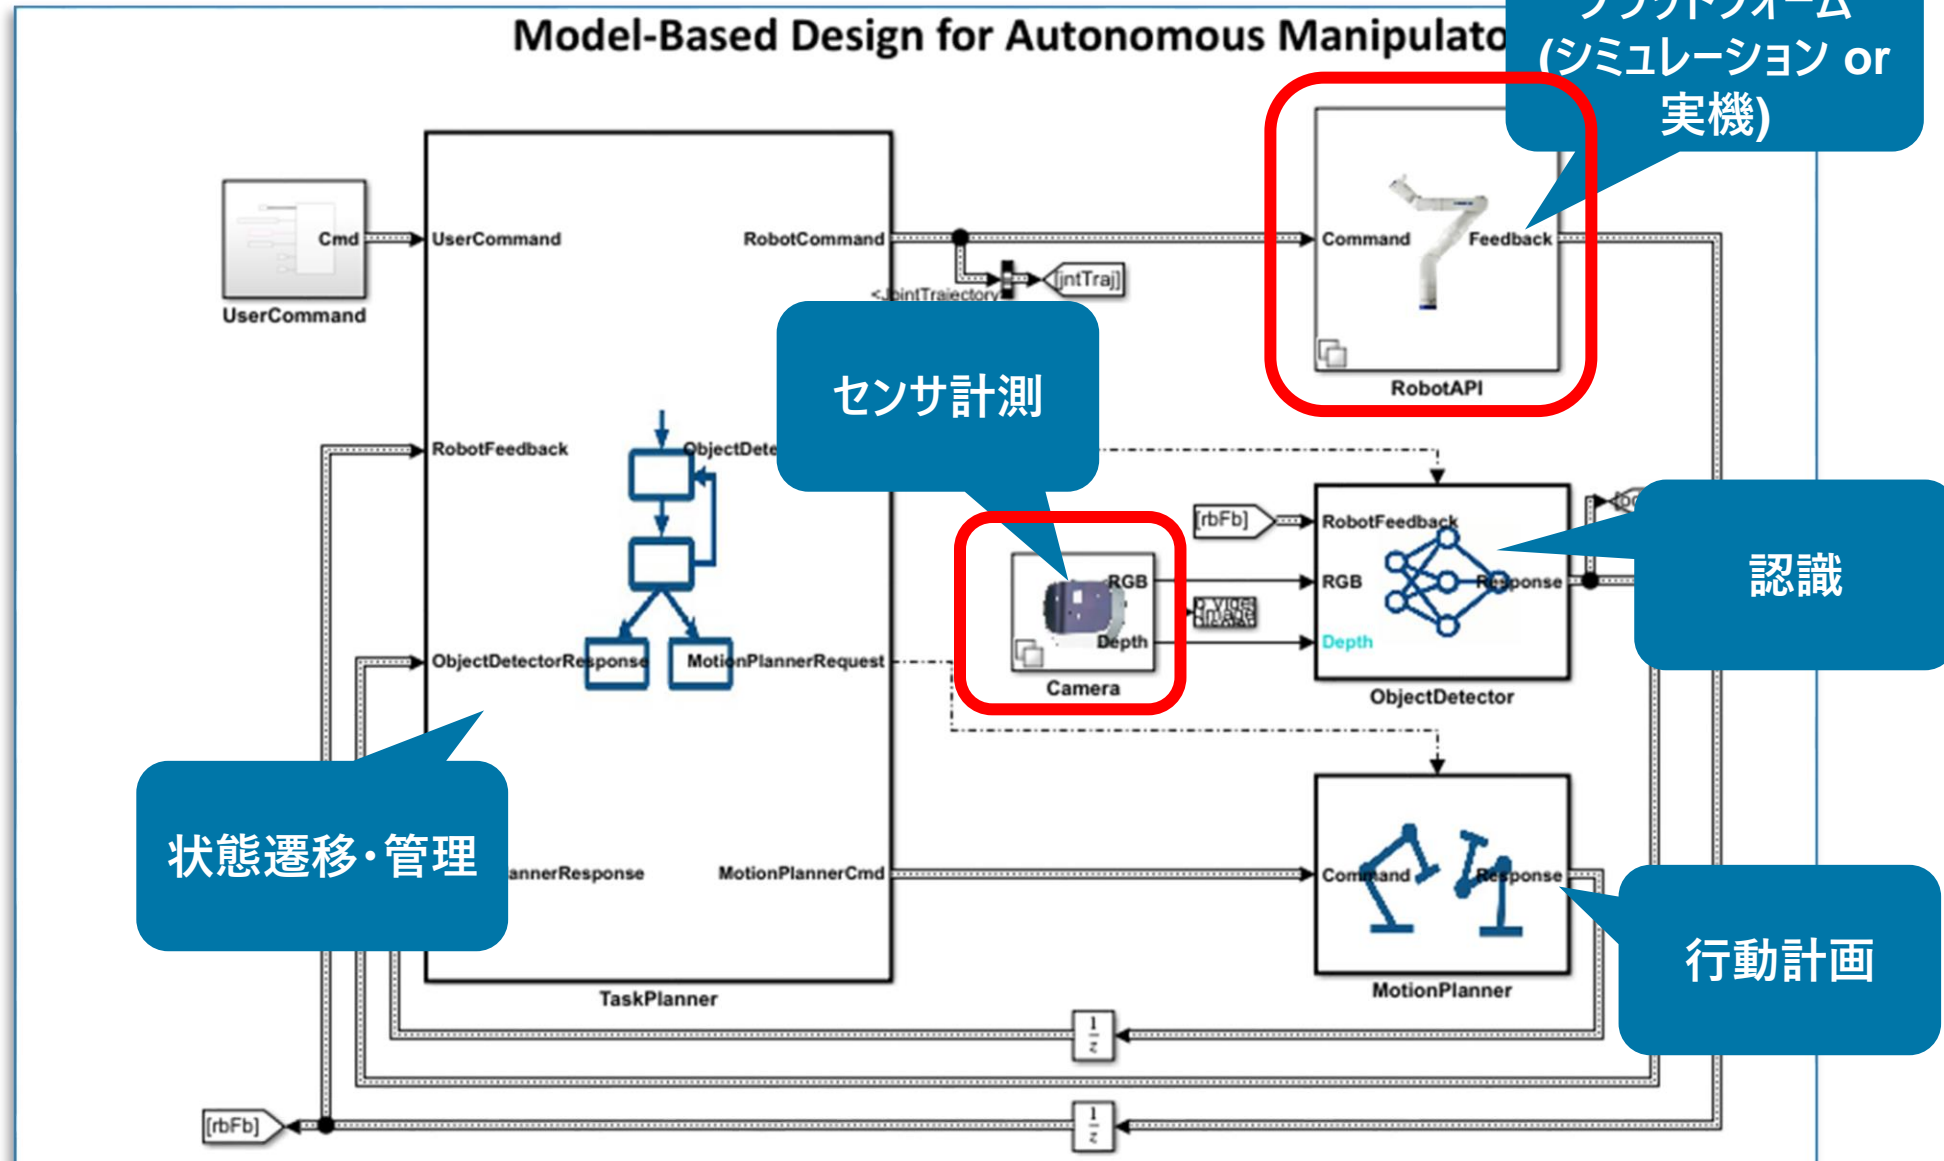 Model-Based Design for Autonomous
(シミュレーション or
実機)
Cmd
UserCommand
UserCommand
RobotCommand
[jntTraj]
Command
Feedback
RobotAPI
センサ計測
RobotFeedback
[rbFb]
RobotFeedback
RGB
Depth
Camera
RGB
Depth
Response
ObjectDetector
認識
ObjectDetectorResponse
MotionPlannerRequest
状態遷移・管理
MotionPlannerCmd
Command
Response
MotionPlanner
行動計画
TaskPlanner
1
z
[rbFb]
1
z